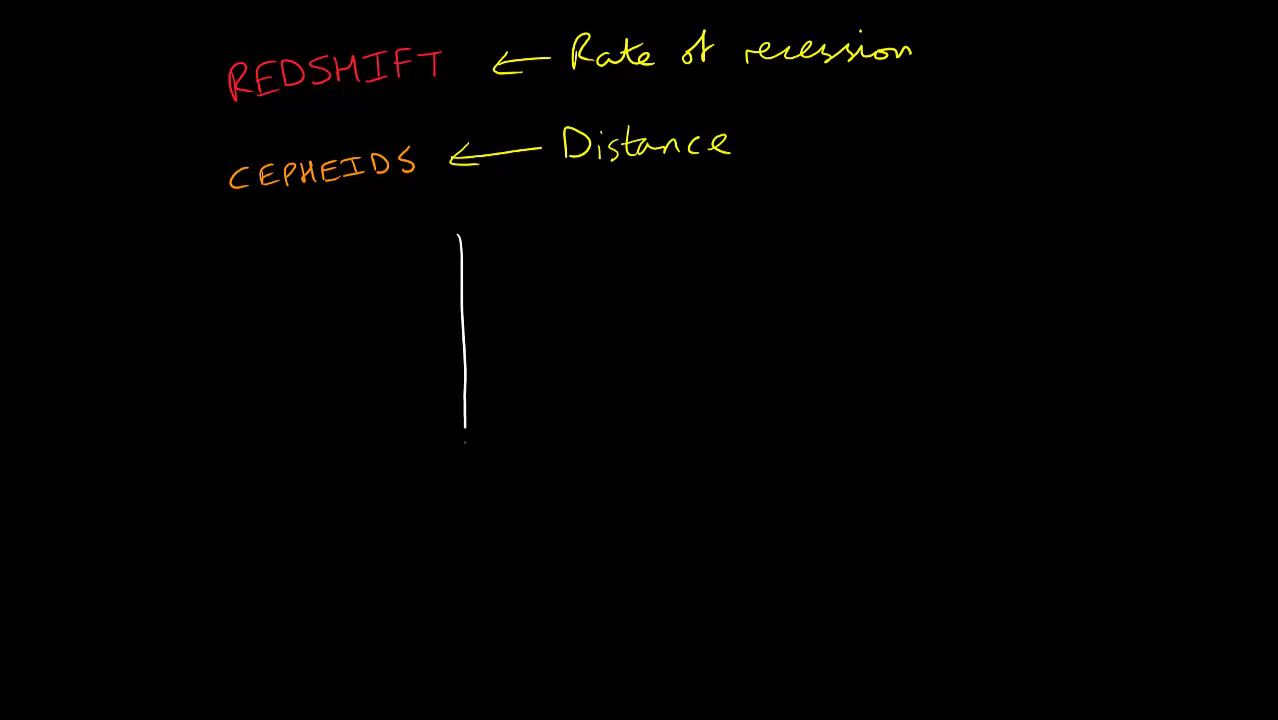 REDSHIFT ← Rate of recession
CEPHEIDS ← Distance